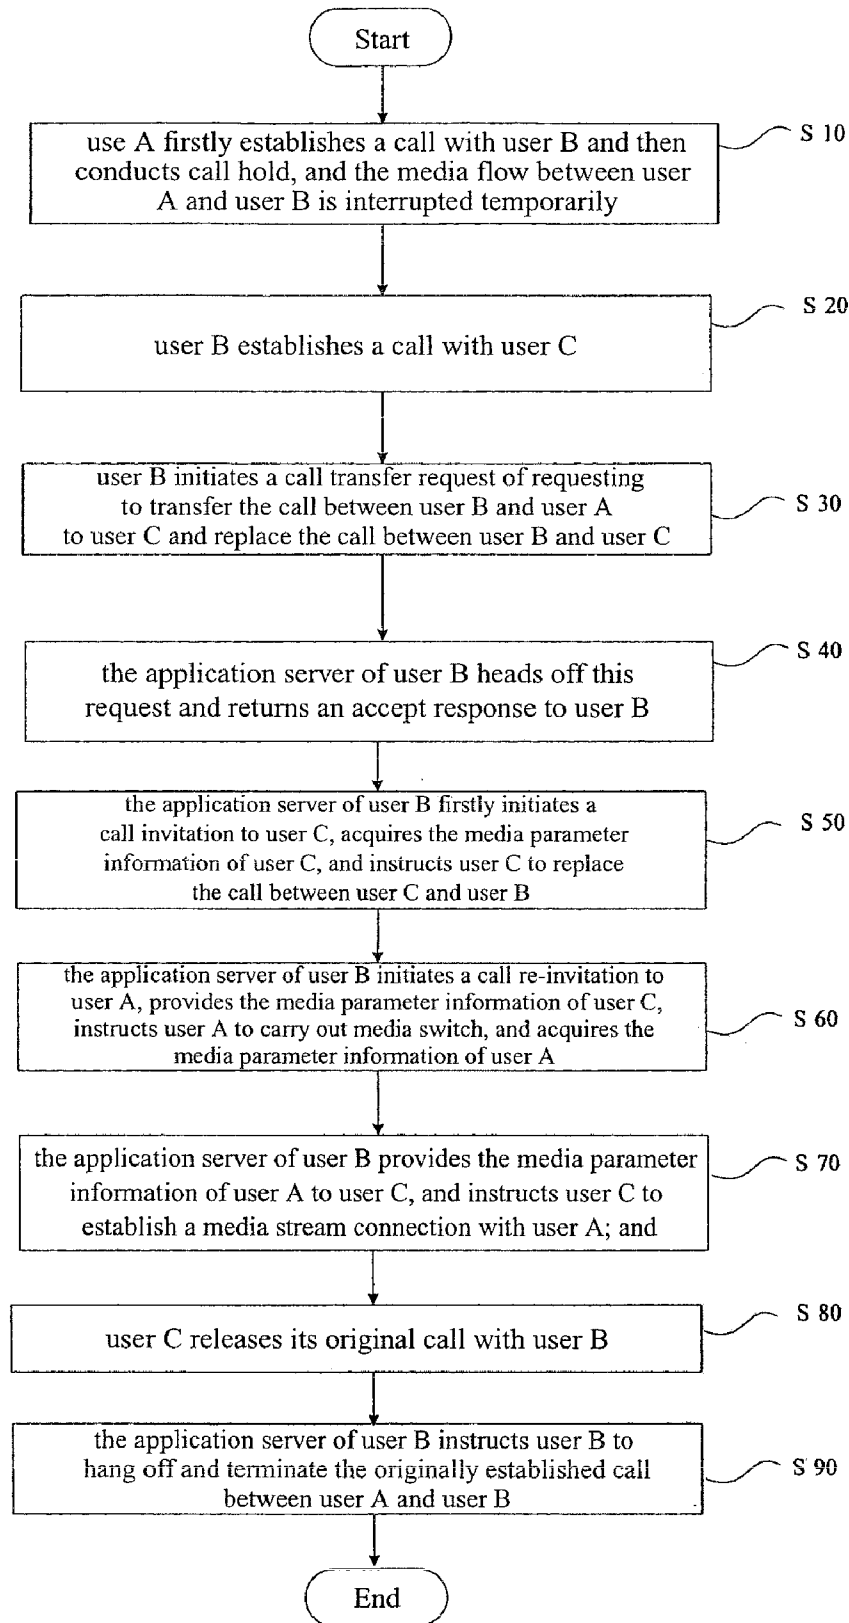 Start
use A firstly establishes a call with user B and then
conducts call hold, and the media flow between user
A and user B is interrupted temporarily
S 10
user B establishes a call with user C
S 20
user B initiates a call transfer request of requesting
to transfer the call between user B and user A
to user C and replace the call between user B and user C
S 30
the application server of user B heads off this
request and returns an accept response to user B
S 40
the application server of user B firstly initiates a
call invitation to user C, acquires the media parameter
information of user C, and instructs user C to replace
the call between user C and user B
S 50
the application server of user B initiates a call re-invitation to
user A, provides the media parameter information of user C,
instructs user A to carry out media switch, and acquires the
media parameter information of user A
S 60
the application server of user B provides the media parameter
information of user A to user C, and instructs user C to
establish a media stream connection with user A; and
S 70
user C releases its original call with user B
S 80
the application server of user B instructs user B to
hang off and terminate the originally established call
between user A and user B
S 90
End